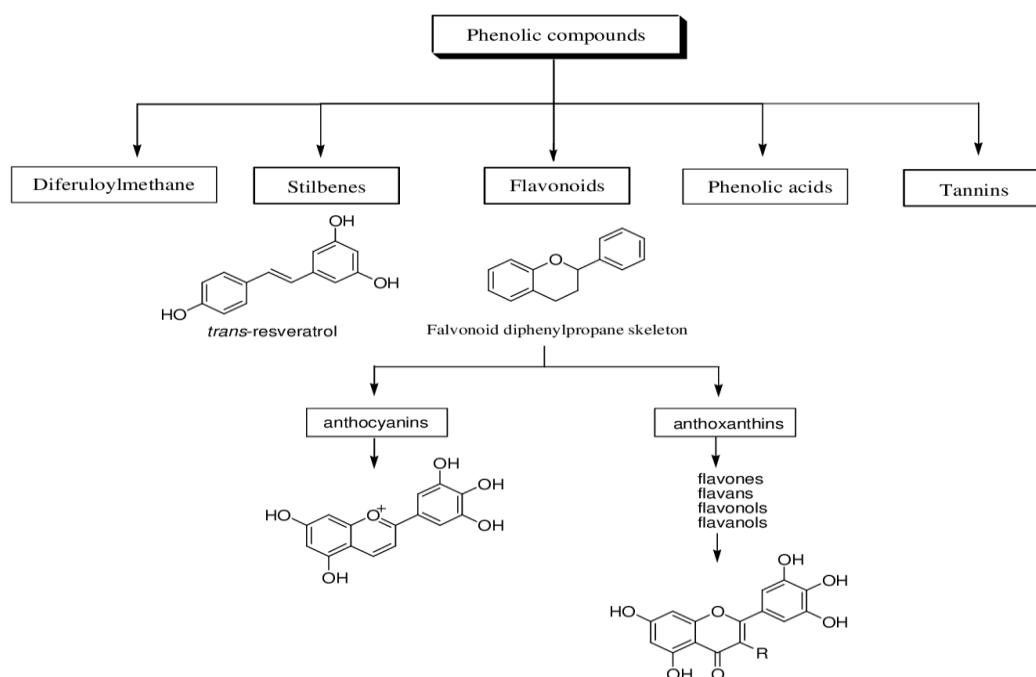 Phenolic compounds
Diferuloylmethane
Stilbenes
Flavonoids
Phenolic acids
Tannins
OH
OH
HO
trans-resveratrol
O
Falvonoid diphenylpropane skeleton
anthocyanins
anthoxanthins
OH
OH
OH
HO
O+
OH
flavones
flavans
flavonols
flavanols
OH
OH
OH
HO
O
R
OH
O